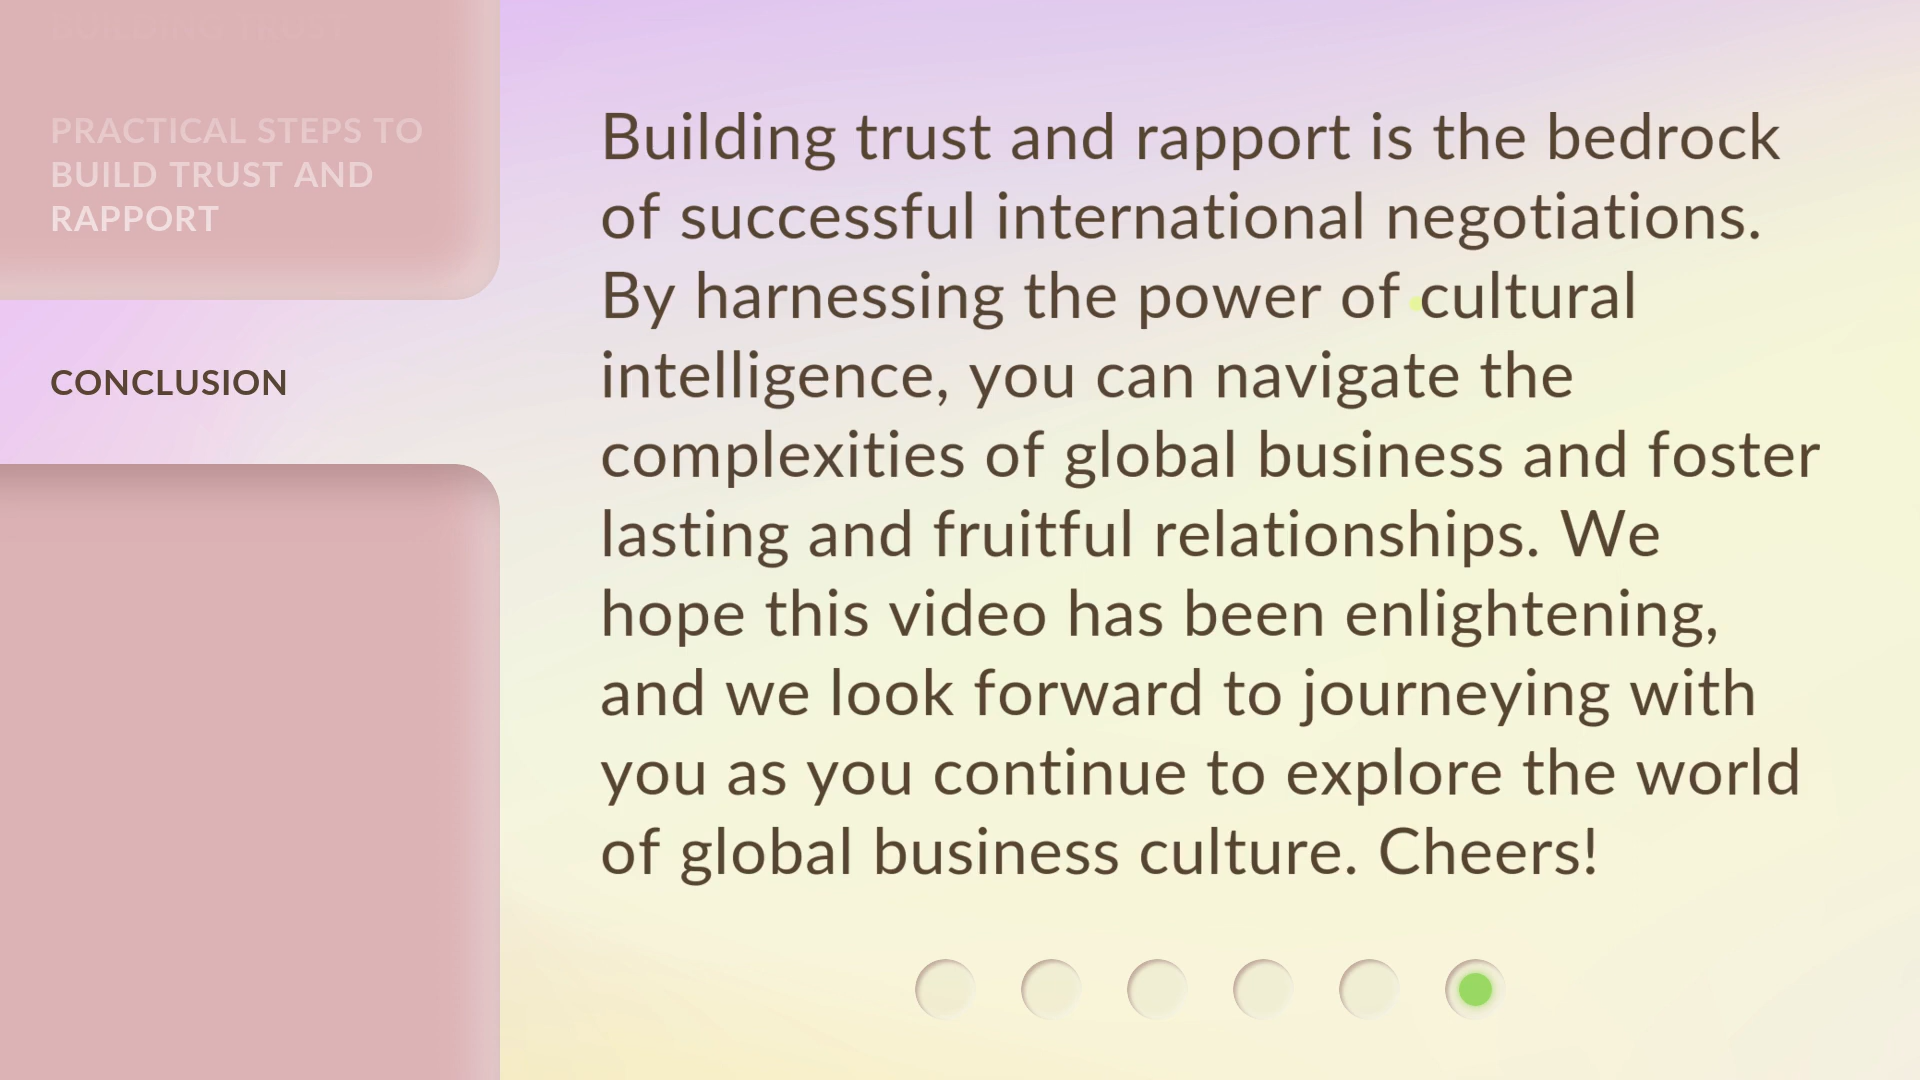 BUILDING TRUST
PRACTICAL STEPS TO
BUILD TRUST AND
RAPPORT
CONCLUSION
Building trust and rapport is the bedrock
of successful international negotiations.
By harnessing the power of cultural
intelligence, you can navigate the
complexities of global business and foster
lasting and fruitful relationships. We
hope this video has been enlightening,
and we look forward to journeying with
you as you continue to explore the world
of global business culture. Cheers!